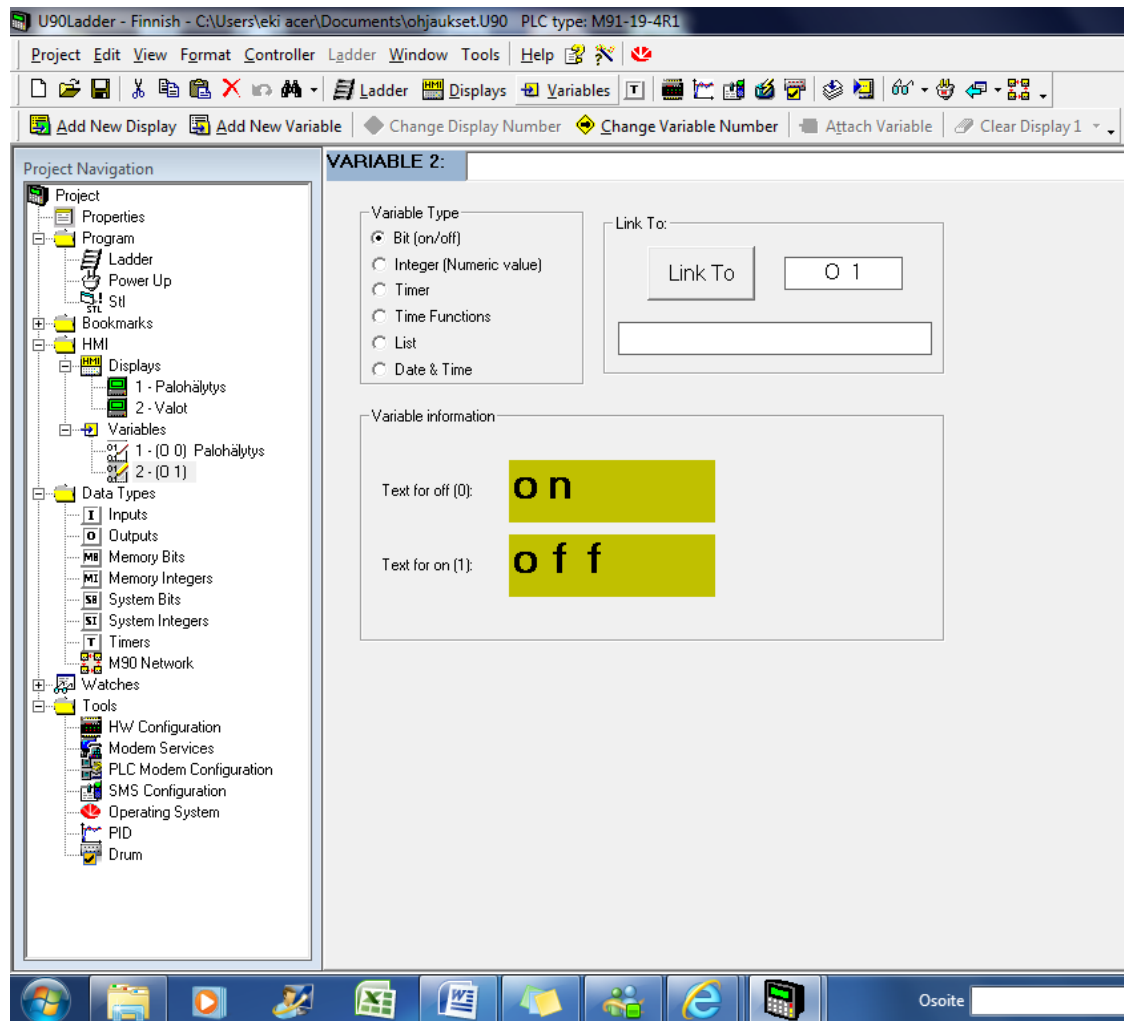 U90Ladder - Finnish - C:\Users\eki acer\Documents\ohjaukset.U90 PLC type: M91-19-4R1
Project Edit View Format Controller Ladder Window Tools Help
Ladder Displays Variables T
Add New Display Add New Variable Change Display Number Change Variable Number Attach Variable Clear Display 1
Project Navigation
Project
Properties
Program
Ladder
Power Up
Stl
Bookmarks
HMI
Displays
1 - Palohälytys
2 - Valot
Variables
1 - (O 0) Palohälytys
2 - (O 1)
Data Types
I Inputs
O Outputs
MB Memory Bits
MI Memory Integers
SB System Bits
SI System Integers
T Timers
M90 Network
Watches
Tools
HW Configuration
Modem Services
PLC Modem Configuration
SMS Configuration
Operating System
PID
Drum
VARIABLE 2:
Variable Type
Bit (on/off)
Integer (Numeric value)
Timer
Time Functions
List
Date & Time
Link To:
Link To O 1
Variable information
Text for off (0): on
Text for on (1): off
Osoite